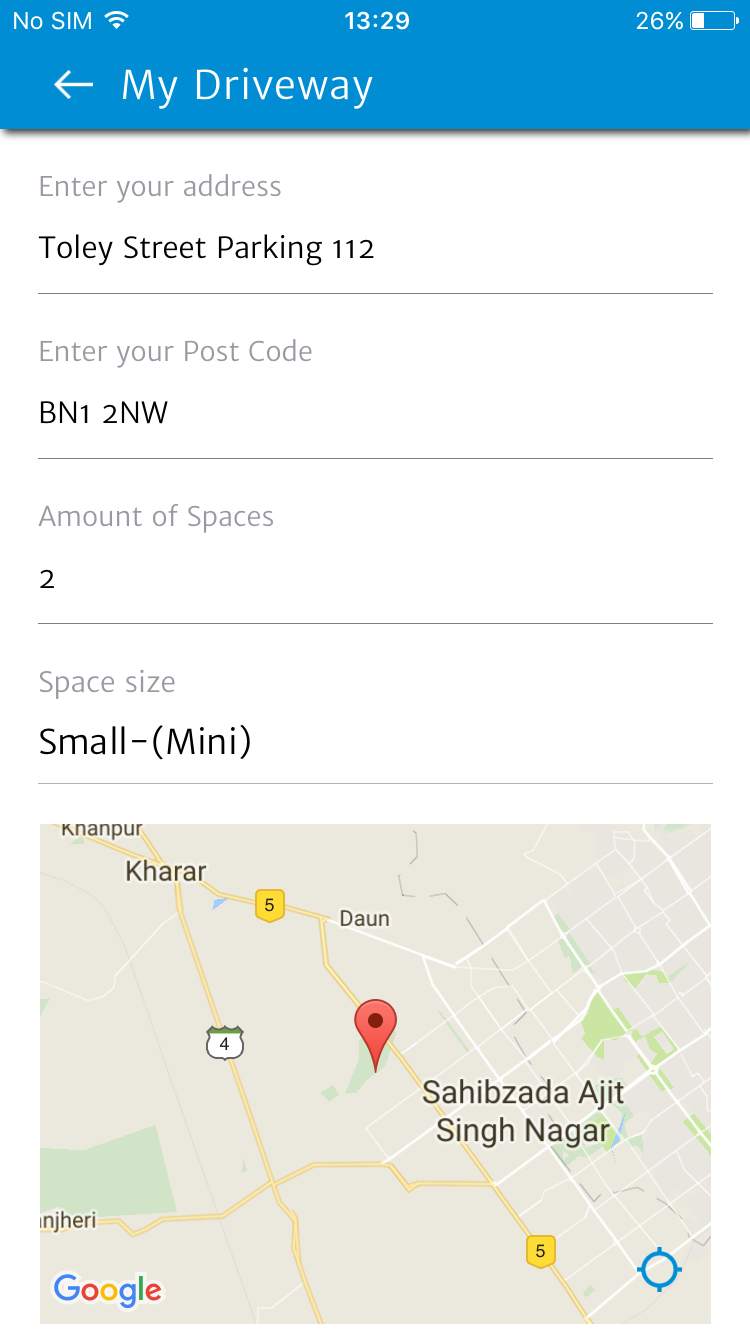 No SIM 13:29 26%
My Driveway
Enter your address
Toley Street Parking 112
Enter your Post Code
BN1 2NW
Amount of Spaces
2
Space size
Small-(Mini)
Khanpur
Kharar
5
Daun
4
Sahibzada Ajit
Singh Nagar
njheri
5
Google